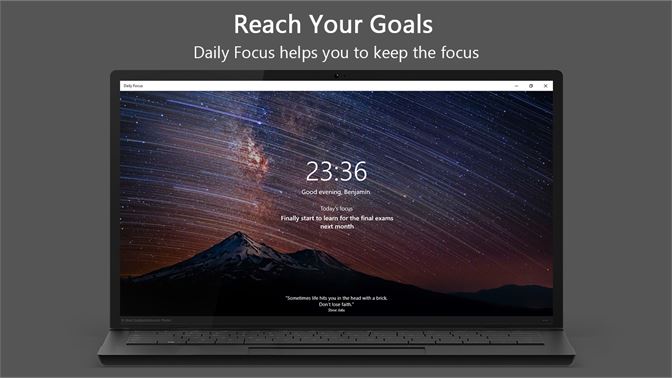 Reach Your Goals
Daily Focus helps you to keep the focus
Daily Focus
23:36
Good evening, Benjamin.
Today's focus
Finally start to learn for the final exams
next month
"Sometimes life hits you in the head with a brick.
Don't lose faith."
Steve Jobs